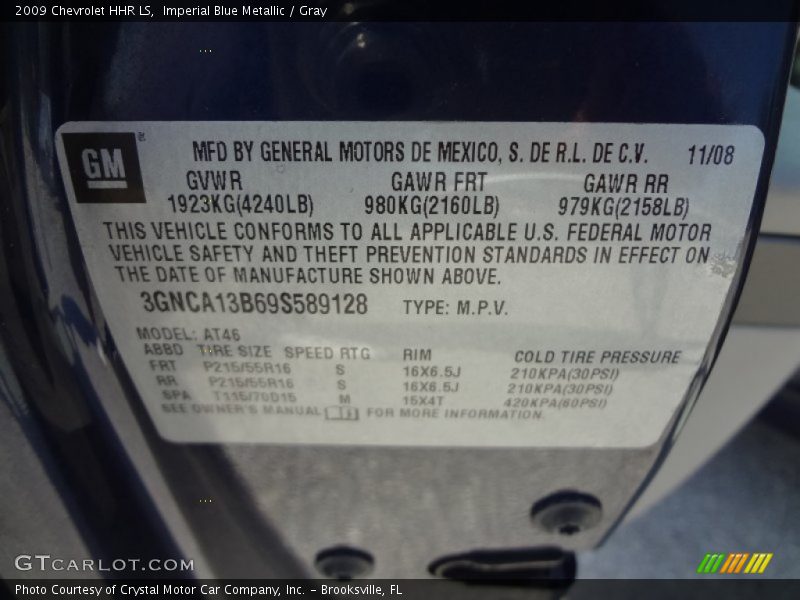 2009 Chevrolet HHR LS,  Imperial Blue Metallic / Gray
GM
MFD BY GENERAL MOTORS DE MEXICO, S. DE R.L. DE C.V. 11/08
GVWR GAWR FRT GAWR RR
1923KG(4240LB) 980KG(2160LB) 979KG(2158LB)
THIS VEHICLE CONFORMS TO ALL APPLICABLE U.S. FEDERAL MOTOR
VEHICLE SAFETY AND THEFT PREVENTION STANDARDS IN EFFECT ON
THE DATE OF MANUFACTURE SHOWN ABOVE.
3GNCA13B69S589128 TYPE: M.P.V.
MODEL: AT46
ABBD TIRE SIZE SPEED RTG RIM COLD TIRE PRESSURE
FRT P215/55R16 S 16X6.5J 210KPA(30PSI)
RR P215/55R16 S 16X6.5J 210KPA(30PSI)
SPA T115/70D15 M 15X4T 420KPA(60PSI)
SEE OWNER'S MANUAL FOR MORE INFORMATION.
GTCARLOT.COM
Photo Courtesy of Crystal Motor Car Company, Inc. - Brooksville, FL